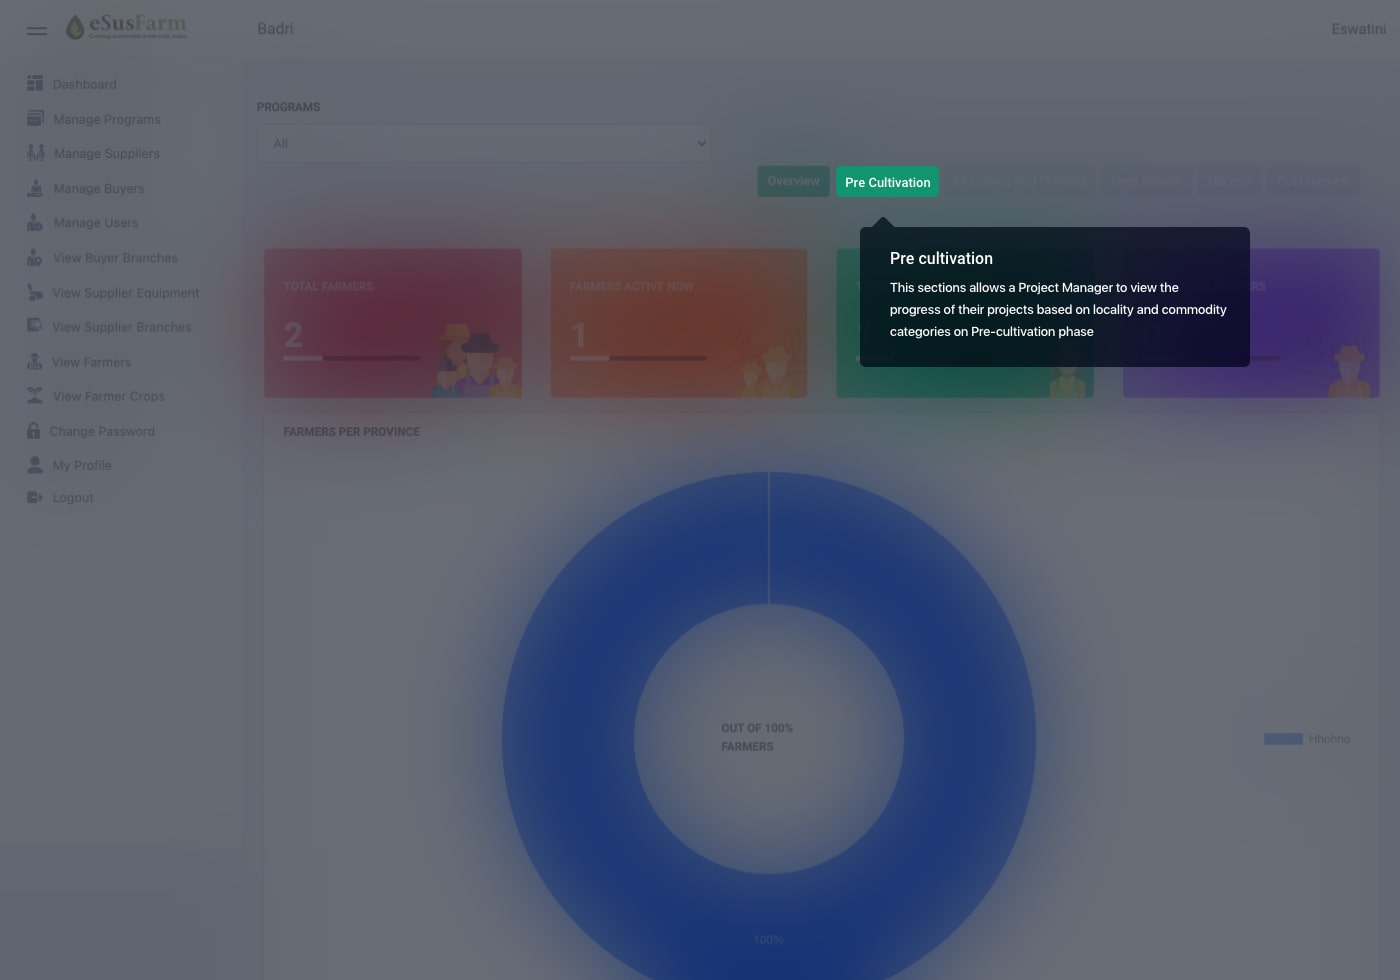 eSusFarm
Badri
Eswatini
Dashboard
Manage Programs
Manage Suppliers
Manage Buyers
Manage Users
View Buyer Branches
View Supplier Equipment
View Supplier Branches
View Farmers
View Farmer Crops
Change Password
My Profile
Logout
PROGRAMS
All
Overview
Pre Cultivation
Ploughing And Planting
Crop Growth
Harvest
Post Harvest
Pre cultivation
This sections allows a Project Manager to view the
progress of their projects based on locality and commodity
categories on Pre-cultivation phase
TOTAL FARMERS
2
FARMERS ACTIVE NOW
1
FARMERS PER PROVINCE
OUT OF 100%
FARMERS
Hhohho
100%